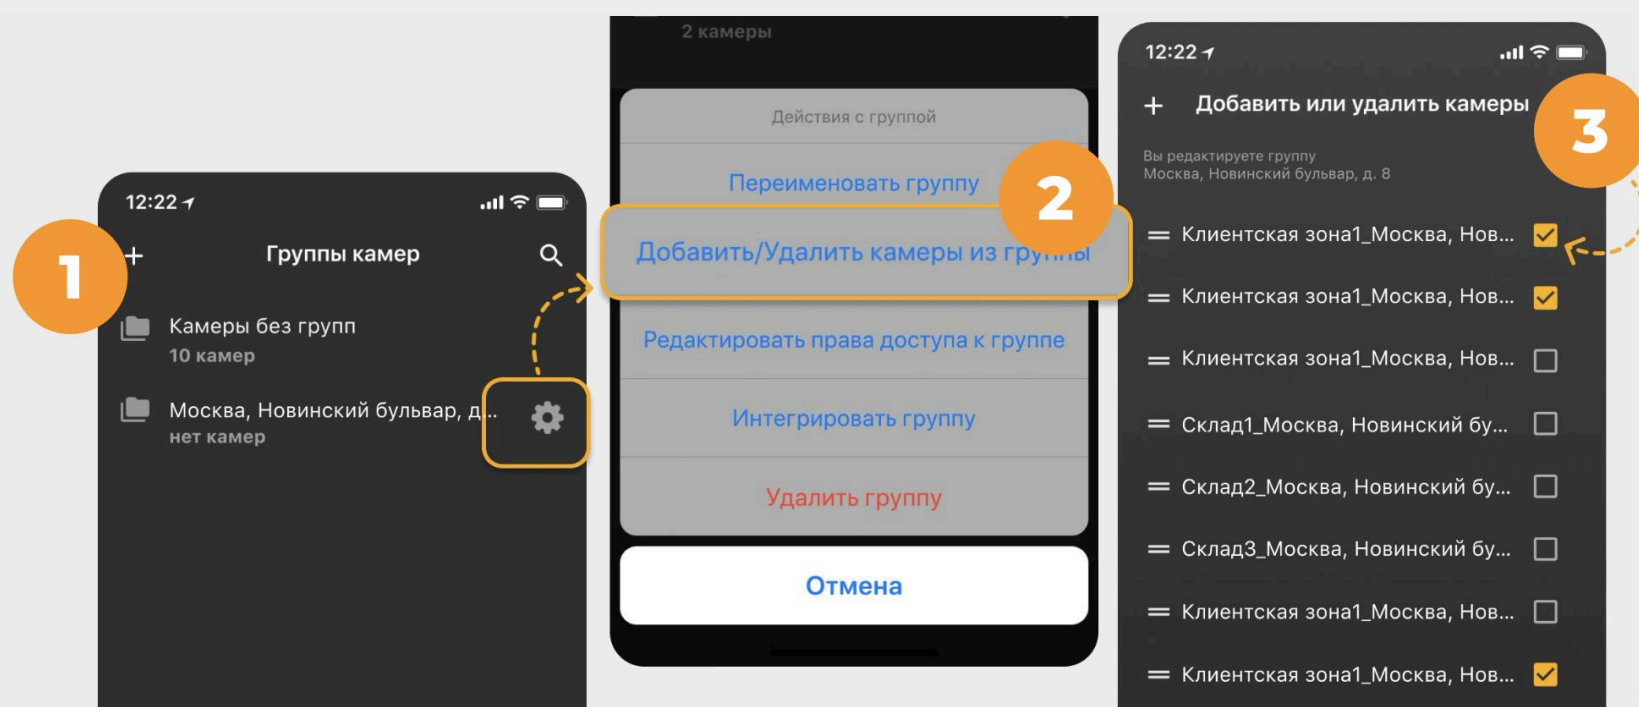 1
12:22
Группы камер
Камеры без групп
10 камер
Москва, Новинский бульвар, д...
нет камер
2 камеры
Действия с группой
Переименовать группу
2
Добавить/Удалить камеры из группы
Редактировать права доступа к группе
Интегрировать группу
Удалить группу
Отмена
12:22
Добавить или удалить камеры
3
Вы редактируете группу
Москва, Новинский бульвар, д. 8
Клиентская зона1_Москва, Нов...
Клиентская зона1_Москва, Нов...
Клиентская зона1_Москва, Нов...
Склад1_Москва, Новинский бу...
Склад2_Москва, Новинский бу...
Склад3_Москва, Новинский бу...
Клиентская зона1_Москва, Нов...
Клиентская зона1_Москва, Нов...